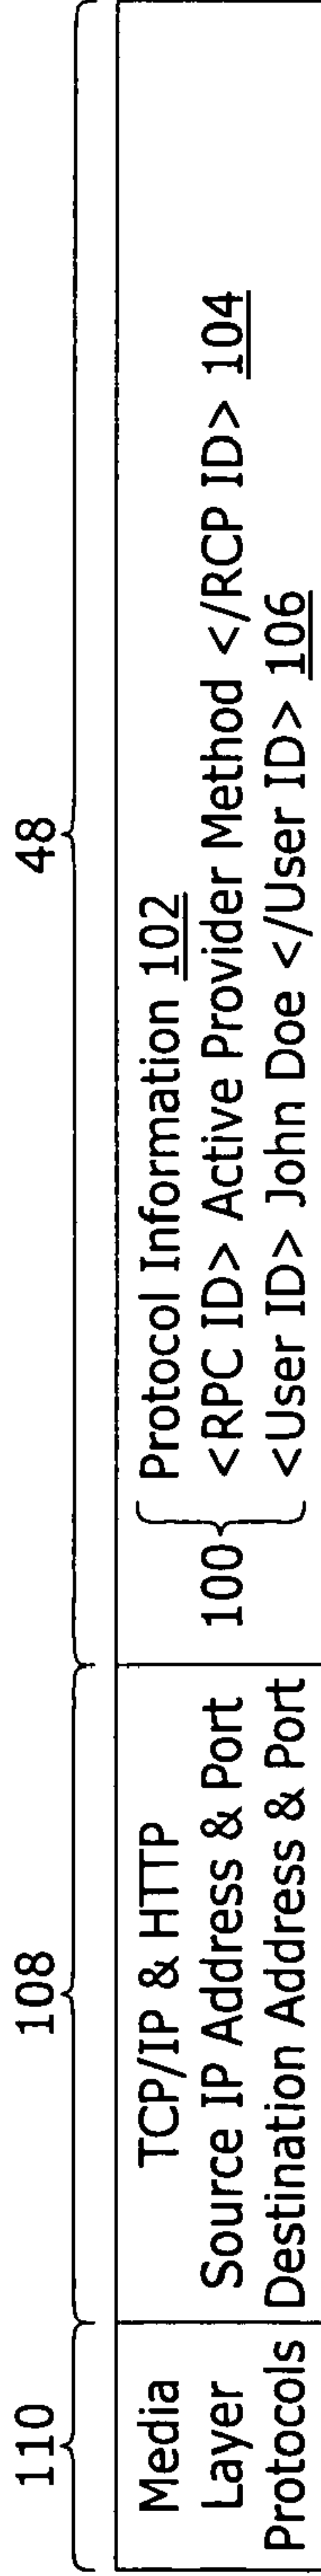 110
108
48
Media
Layer
Protocols
TCP/IP & HTTP
Source IP Address & Port
Destination Address & Port
100
Protocol Information 102
<RPC ID> Active Provider Method </RCP ID> 104
<User ID> John Doe </User ID> 106